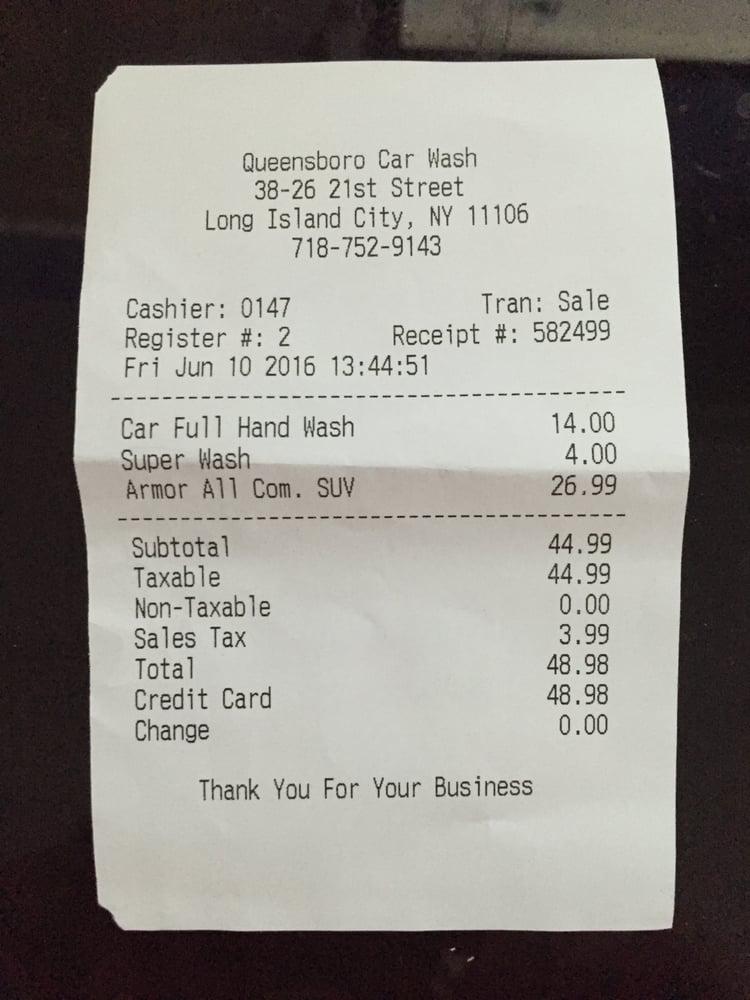 Queensboro Car Wash
38-26 21st Street
Long Island City, NY 11106
718-752-9143
Cashier: 0147 Tran: Sale
Register #: 2 Receipt #: 582499
Fri Jun 10 2016 13:44:51
Car Full Hand Wash 14.00
Super Wash 4.00
Armor All Com. SUV 26.99
Subtotal 44.99
Taxable 44.99
Non-Taxable 0.00
Sales Tax 3.99
Total 48.98
Credit Card 48.98
Change 0.00
Thank You For Your Business